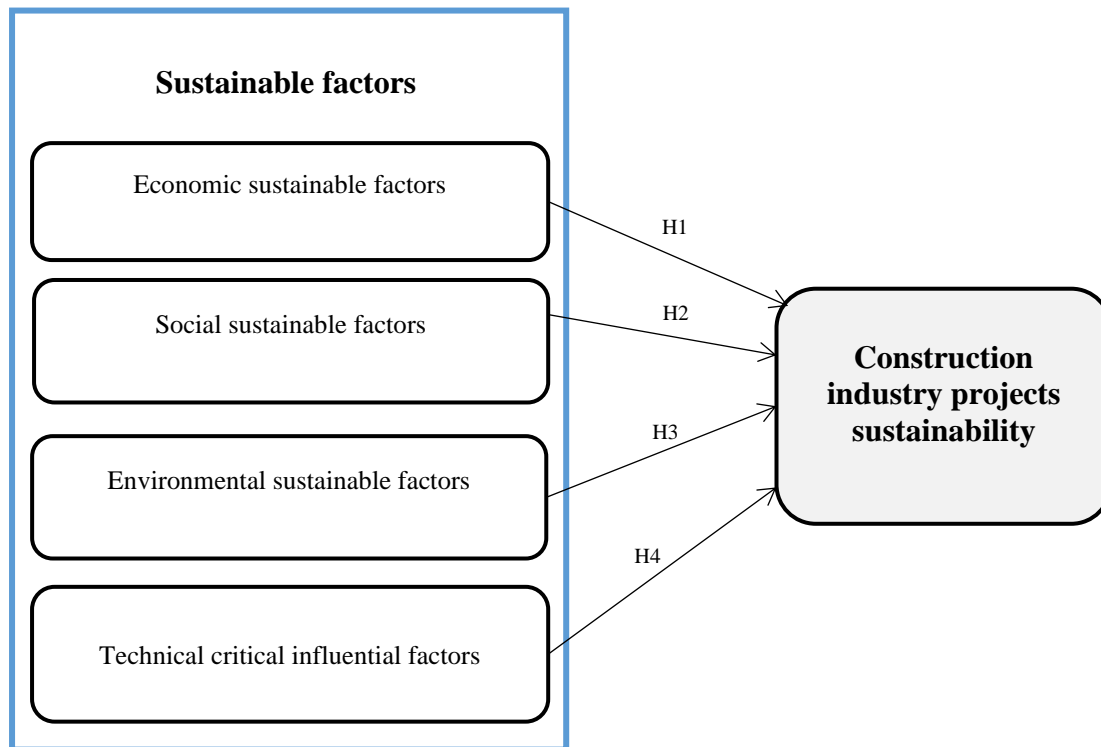 Sustainable factors
Economic sustainable factors
H1
Social sustainable factors
H2
Construction
industry projects
sustainability
H3
Environmental sustainable factors
H4
Technical critical influential factors